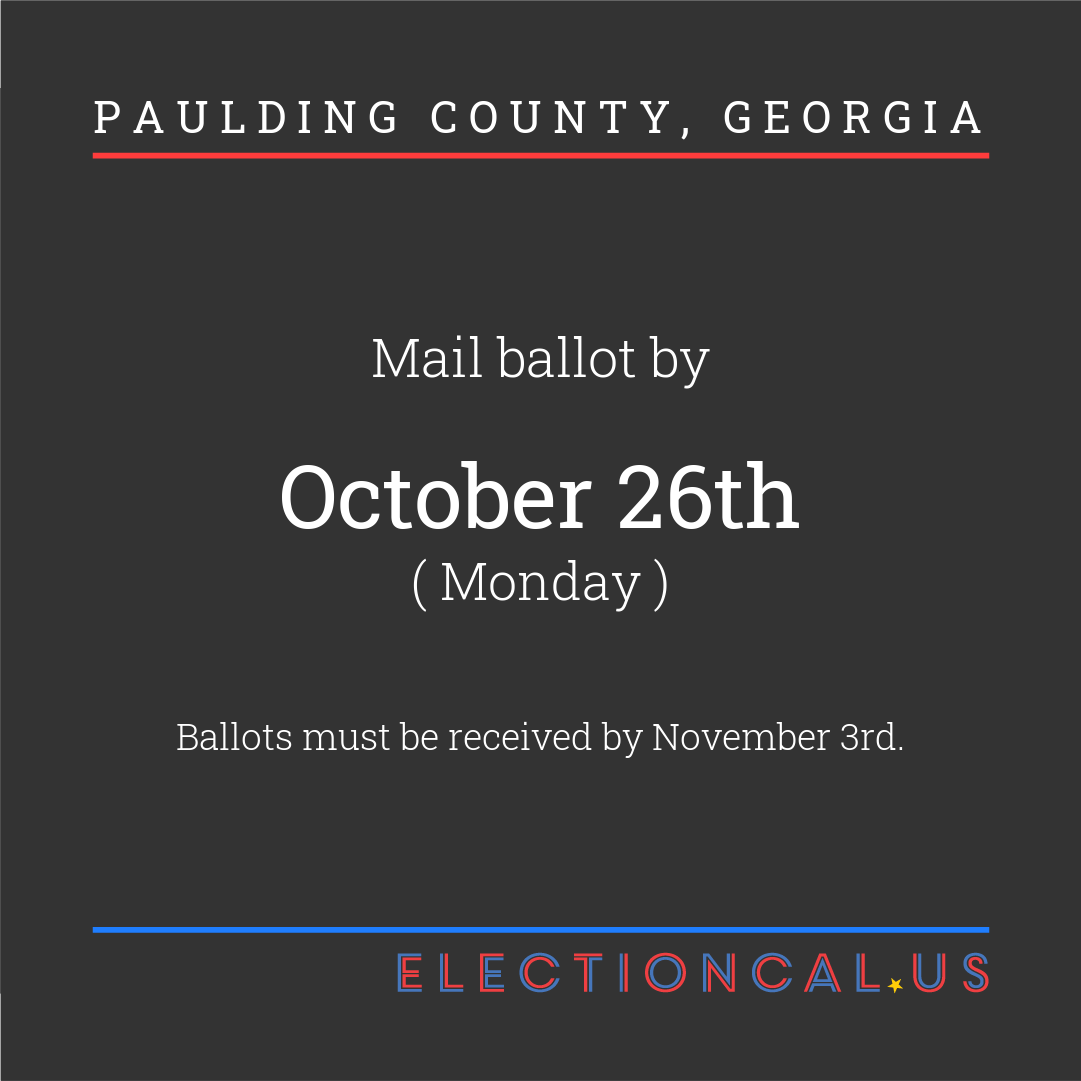 PAULDING COUNTY, GEORGIA
Mail ballot by
October 26th
( Monday )
Ballots must be received by November 3rd.
ELECTIONCAL.US